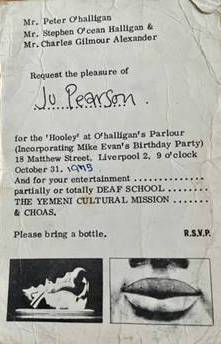 Mr. Peter O'halligan
Mr. Stephen O'cean Halligan &
Mr. Charles Gilmour Alexander
Request the pleasure of
Ju Pearson.
for the 'Hooley' at O'halligan's Parlour
(Incorporating Mike Evan's Birthday Party)
18 Matthew Street, Liverpool 2, 9 o'clock
October 31, 1975
And for your entertainment ..............
partially or totally DEAF SCHOOL ........
THE YEMENI CULTURAL MISSION .......
& CHOAS.
Please bring a bottle. R.S.V.P.